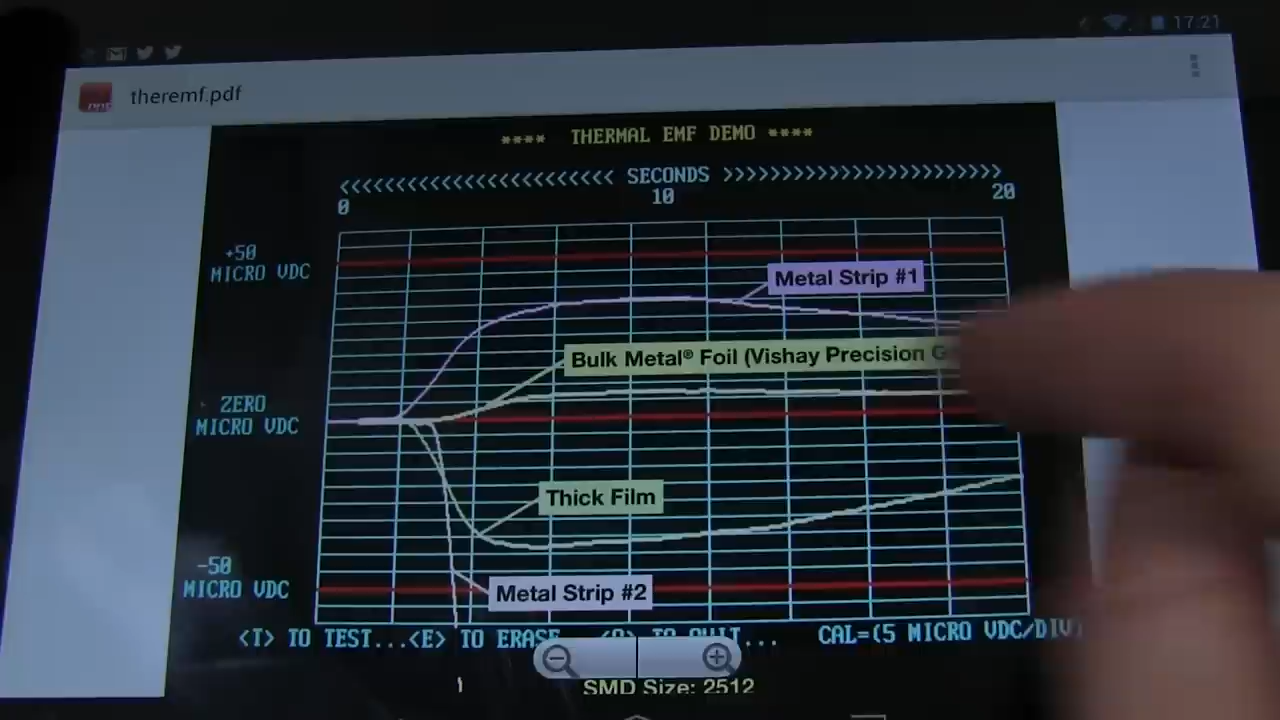 17:21
theremf.pdf
**** THERMAL EMF DEMO ****
<<<<<<<<<<<<<<<<<<<<<<<<< SECONDS >>>>>>>>>>>>>>>>>>>>>>>>>
0 10 20
+50
MICRO VDC
Metal Strip #1
Bulk Metal® Foil (Vishay Precision
ZERO
MICRO VDC
Thick Film
-50
MICRO VDC
Metal Strip #2
<T> TO TEST...<E> TO ERASE TO QUIT... CAL=(5 MICRO VDC/DIV)
SMD Size: 2512